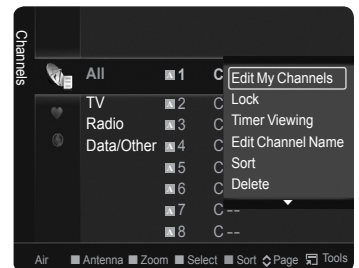 Channels
All A 1 C
TV A 2 C
Radio A 3 C
Data/Other A 4 C
A 5 C
A 6 C
A 7 C --
A 8 C --
Edit My Channels
Lock
Timer Viewing
Edit Channel Name
Sort
Delete
Air Antenna Zoom Select Sort Page Tools